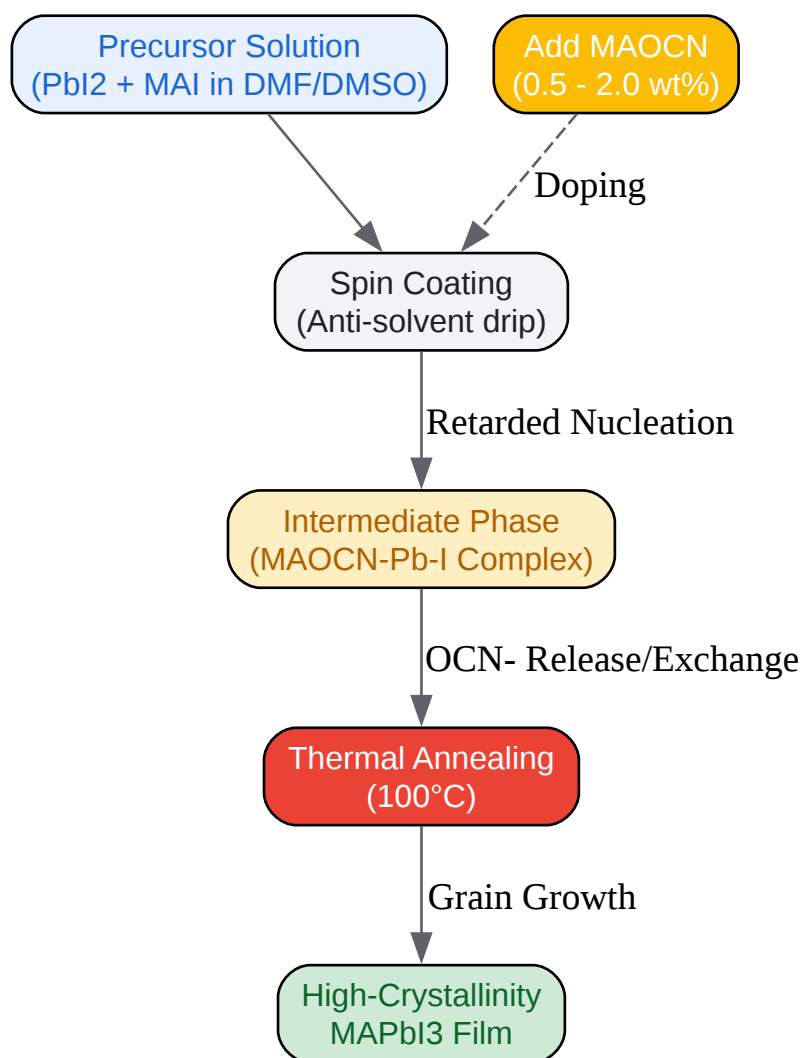 Precursor Solution
(PbI2 + MAI in DMF/DMSO)
Add MAOCN
(0.5 - 2.0 wt%)
Doping
Spin Coating
(Anti-solvent drip)
Retarded Nucleation
Intermediate Phase
(MAOCN-Pb-I Complex)
OCN- Release/Exchange
Thermal Annealing
(100°C)
Grain Growth
High-Crystallinity
MAPbI3 Film